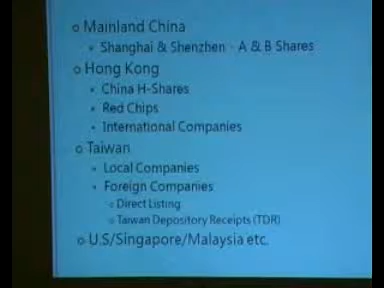 Mainland China
Shanghai & Shenzhen - A & B Shares
Hong Kong
China H-Shares
Red Chips
International Companies
Taiwan
Local Companies
Foreign Companies
Direct Listing
Taiwan Depository Receipts (TDR)
U.S/Singapore/Malaysia etc.